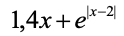 1,4x + e^{|x−2|}